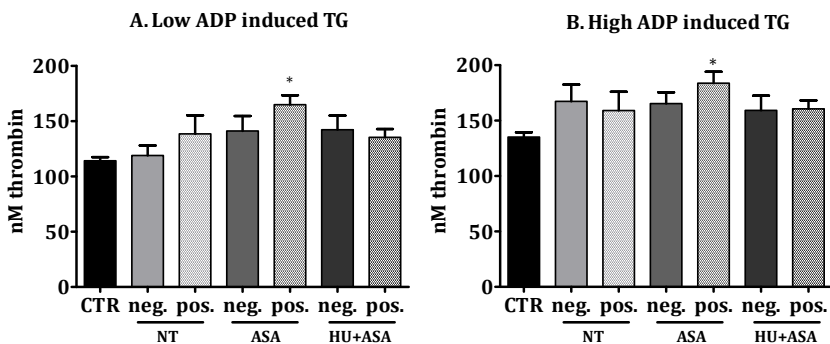 A. Low ADP induced TG
nM thrombin
200
150
100
50
0
*
CTR neg. pos. neg. pos. neg. pos.
NT ASA HU+ASA
B. High ADP induced TG
nM thrombin
200
150
100
50
0
*
CTR neg. pos. neg. pos. neg. pos.
NT ASA HU+ASA